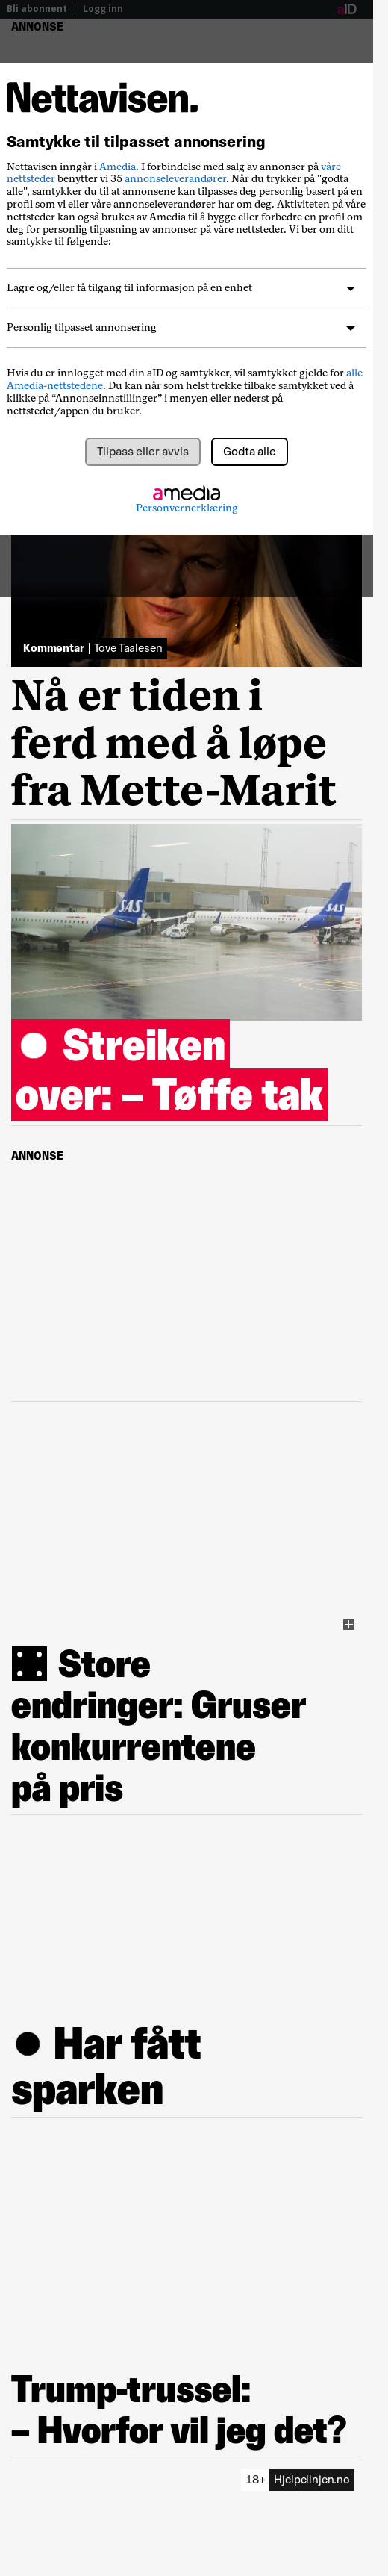 Bli abonnent | Logg inn
aID
ANNONSE
Nettavisen.
Samtykke til tilpasset annonsering
Nettavisen inngår i Amedia. I forbindelse med salg av annonser på våre
nettsteder benytter vi 35 annonseleverandører. Når du trykker på "godta
alle", samtykker du til at annonsene kan tilpasses deg personlig basert på en
profil som vi eller våre annonseleverandører har om deg. Aktiviteten på våre
nettsteder kan også brukes av Amedia til å bygge eller forbedre en profil om
deg for personlig tilpasning av annonser på våre nettsteder. Vi ber om ditt
samtykke til følgende:
Lagre og/eller få tilgang til informasjon på en enhet
Personlig tilpasset annonsering
Hvis du er innlogget med din aID og samtykker, vil samtykket gjelde for alle
Amedia-nettstedene. Du kan når som helst trekke tilbake samtykket ved å
klikke på “Annonseinnstillinger” i menyen eller nederst på
nettstedet/appen du bruker.
Tilpass eller avvis
Godta alle
amedia
Personvernerklæring
Kommentar | Tove Taalesen
Nå er tiden i
ferd med å løpe
fra Mette-Marit
SAS
SAS
Streiken
over: – Tøffe tak
ANNONSE
Store
endringer: Gruser
konkurrentene
på pris
Har fått
sparken
Trump-trussel:
– Hvorfor vil jeg det?
18+ Hjelpelinjen.no